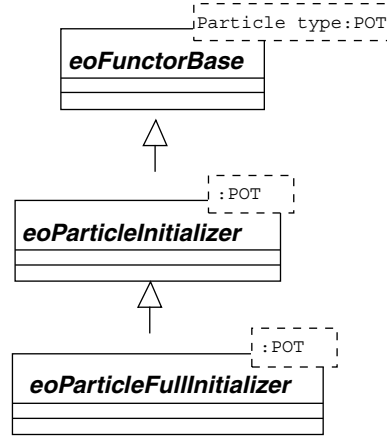 Particle type:POT
eoFunctorBase
:POT
eoParticleInitializer
:POT
eoParticleFullInitializer